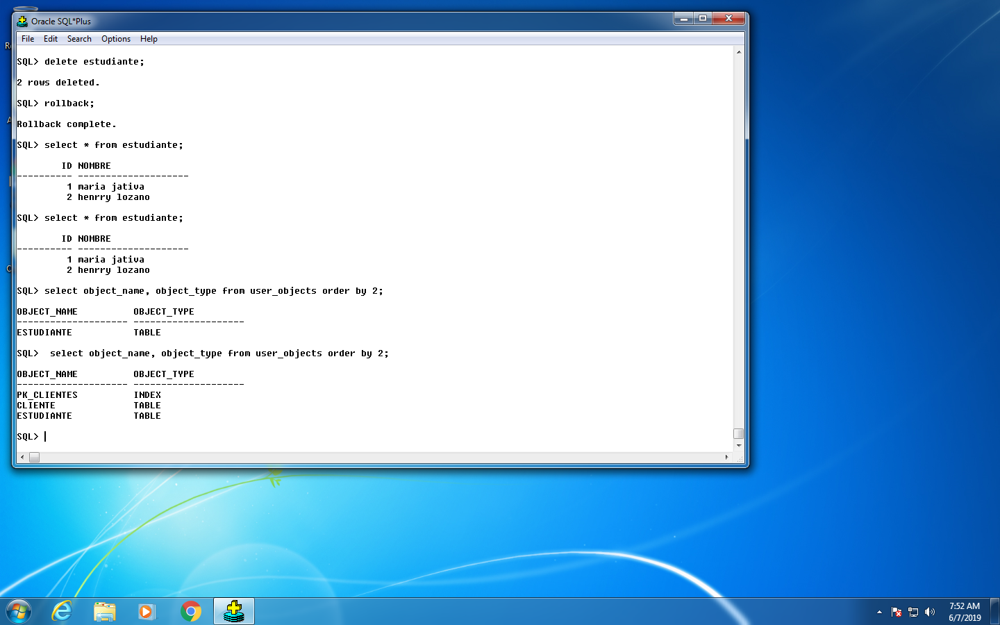 Oracle SQL*Plus
File Edit Search Options Help
SQL> delete estudiante;
2 rows deleted.
SQL> rollback;
Rollback complete.
SQL> select * from estudiante;
        ID NOMBRE
---------- --------------------
         1 maria jativa
         2 henrry lozano
SQL> select * from estudiante;
        ID NOMBRE
---------- --------------------
         1 maria jativa
         2 henrry lozano
SQL> select object_name, object_type from user_objects order by 2;
OBJECT_NAME          OBJECT_TYPE
-------------------- --------------------
ESTUDIANTE           TABLE
SQL>  select object_name, object_type from user_objects order by 2;
OBJECT_NAME          OBJECT_TYPE
-------------------- --------------------
PK_CLIENTES          INDEX
CLIENTE              TABLE
ESTUDIANTE           TABLE
SQL>
7:52 AM
6/7/2019